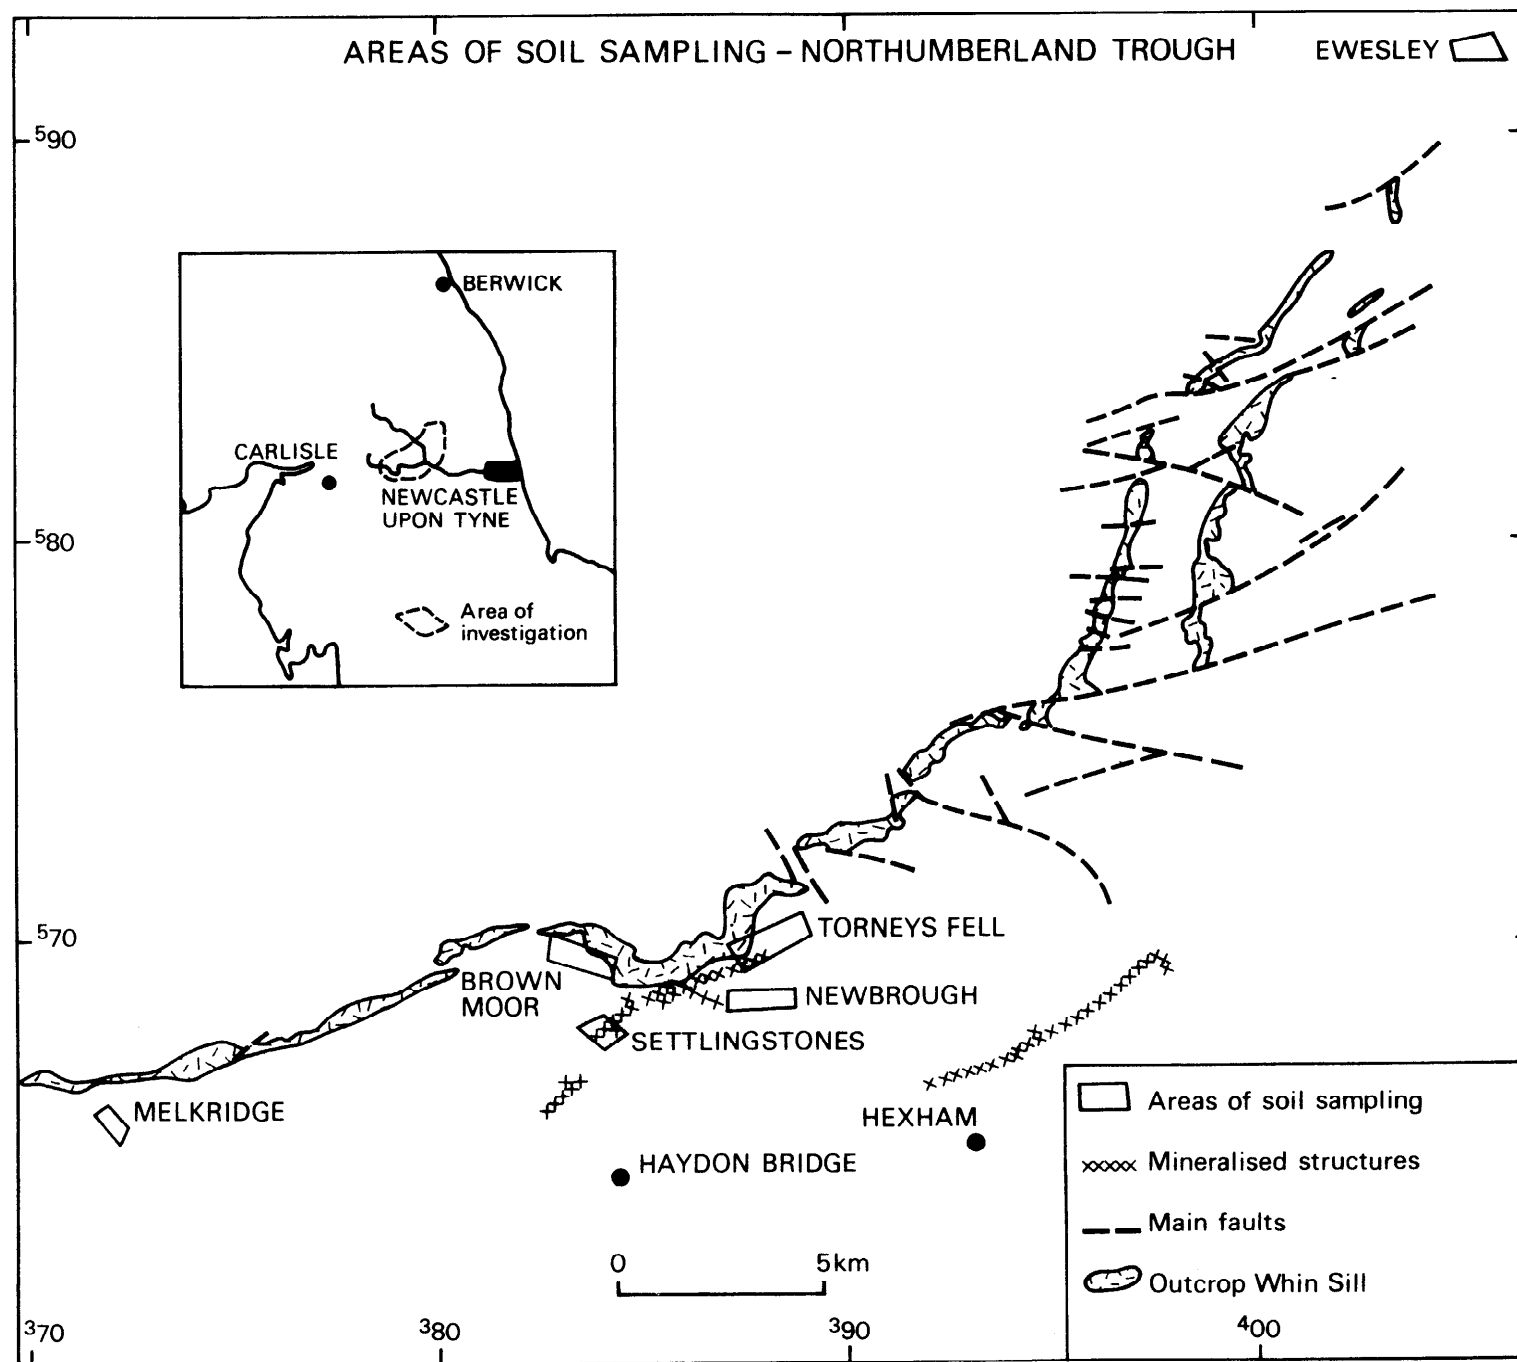 AREAS OF SOIL SAMPLING – NORTHUMBERLAND TROUGH
EWESLEY
590
BERWICK
CARLISLE
NEWCASTLE
UPON TYNE
580
Area of
investigation
570
TORNEYS FELL
BROWN
MOOR
NEWBROUGH
SETTLINGSTONES
MELKRIDGE
HEXHAM
HAYDON BRIDGE
Areas of soil sampling
Mineralised structures
Main faults
Outcrop Whin Sill
0 5km
370 380 390 400